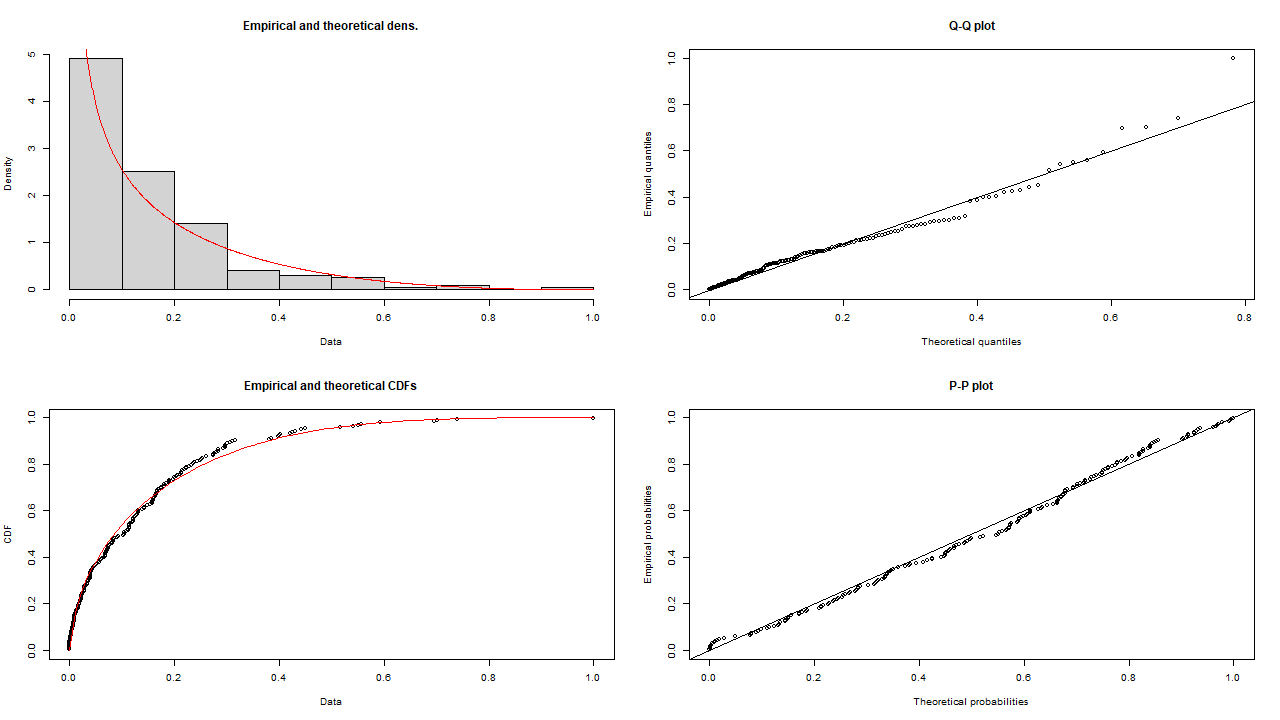 Empirical and theoretical dens.
Density
0 1 2 3 4 5
0.0 0.2 0.4 0.6 0.8 1.0
Data
Q-Q plot
Empirical quantiles
0.0 0.2 0.4 0.6 0.8 1.0
0.0 0.2 0.4 0.6 0.8
Theoretical quantiles
Empirical and theoretical CDFs
CDF
0.0 0.2 0.4 0.6 0.8 1.0
0.0 0.2 0.4 0.6 0.8 1.0
Data
P-P plot
Empirical probabilities
0.0 0.2 0.4 0.6 0.8 1.0
0.0 0.2 0.4 0.6 0.8 1.0
Theoretical probabilities